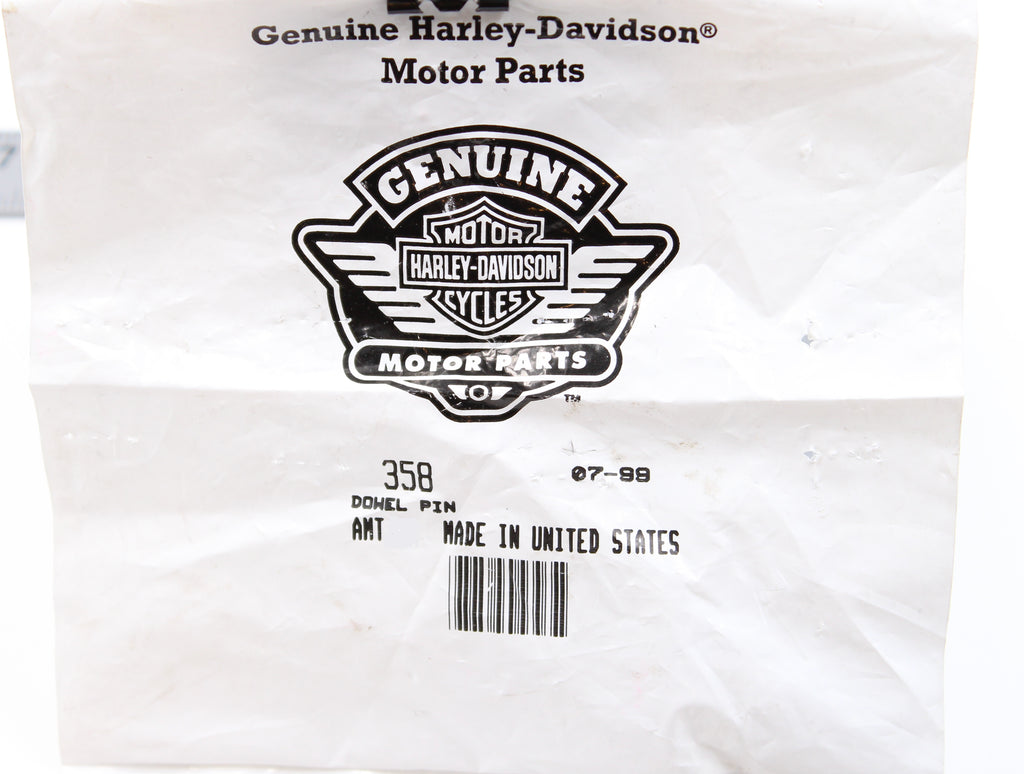 Genuine Harley-Davidson®
Motor Parts
GENUINE
MOTOR
HARLEY-DAVIDSON
CYCLES
MOTOR PARTS
TM
358 07-99
DOWEL PIN
AMT MADE IN UNITED STATES